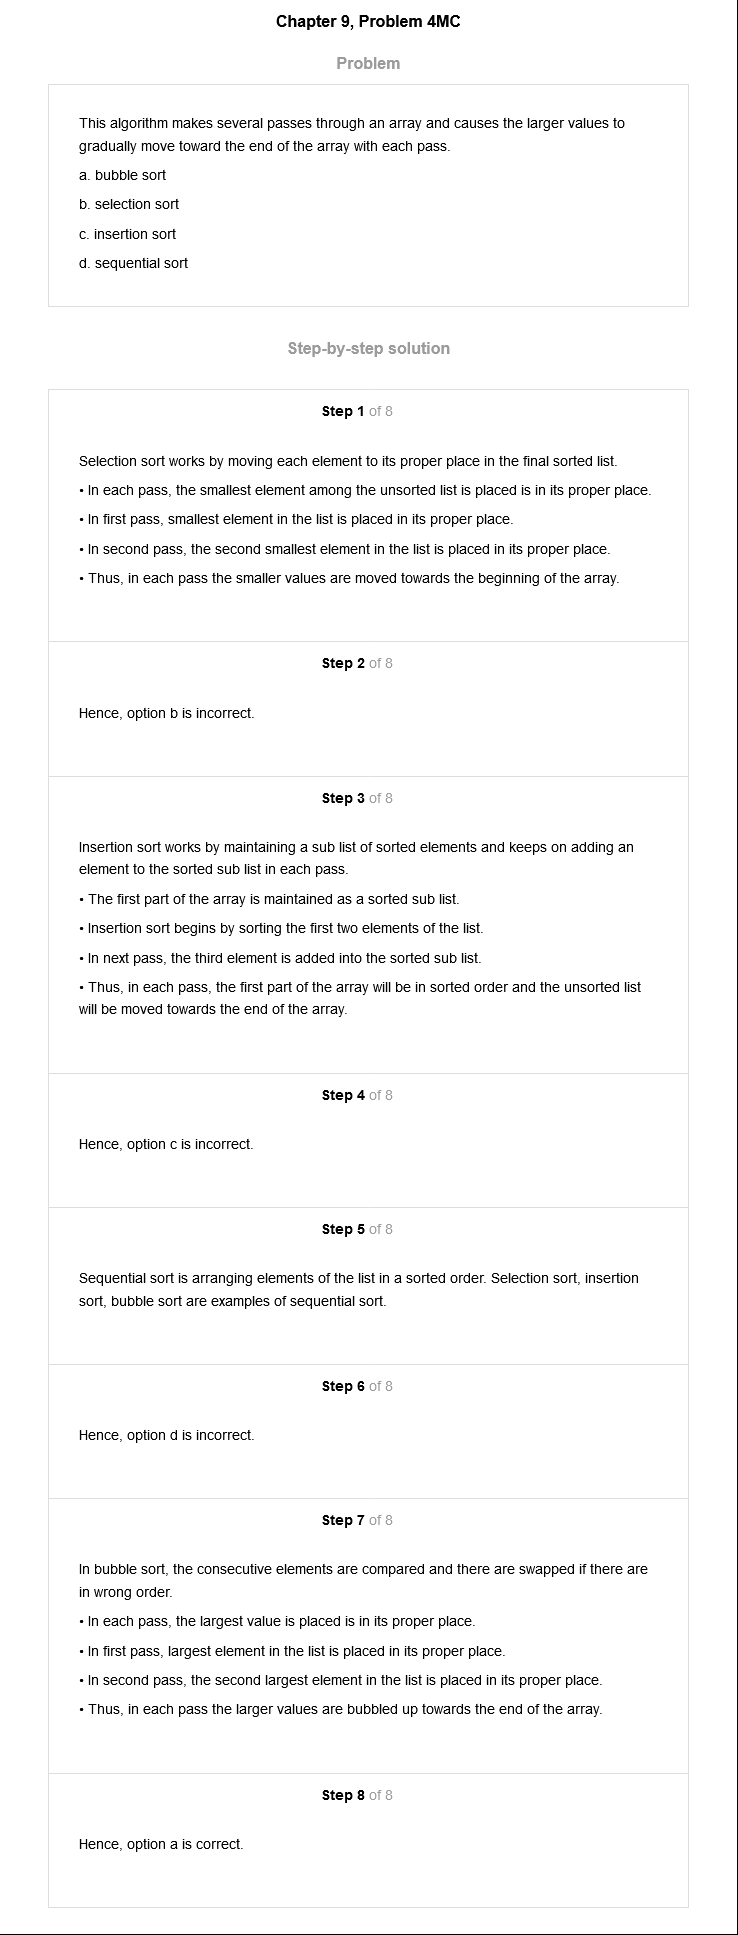 Chapter 9, Problem 4MC
Problem
This algorithm makes several passes through an array and causes the larger values to
gradually move toward the end of the array with each pass.
a. bubble sort
b. selection sort
c. insertion sort
d. sequential sort
Step-by-step solution
Step 1 of 8
Selection sort works by moving each element to its proper place in the final sorted list.
• In each pass, the smallest element among the unsorted list is placed is in its proper place.
• In first pass, smallest element in the list is placed in its proper place.
• In second pass, the second smallest element in the list is placed in its proper place.
• Thus, in each pass the smaller values are moved towards the beginning of the array.
Step 2 of 8
Hence, option b is incorrect.
Step 3 of 8
Insertion sort works by maintaining a sub list of sorted elements and keeps on adding an
element to the sorted sub list in each pass.
• The first part of the array is maintained as a sorted sub list.
• Insertion sort begins by sorting the first two elements of the list.
• In next pass, the third element is added into the sorted sub list.
• Thus, in each pass, the first part of the array will be in sorted order and the unsorted list
will be moved towards the end of the array.
Step 4 of 8
Hence, option c is incorrect.
Step 5 of 8
Sequential sort is arranging elements of the list in a sorted order. Selection sort, insertion
sort, bubble sort are examples of sequential sort.
Step 6 of 8
Hence, option d is incorrect.
Step 7 of 8
In bubble sort, the consecutive elements are compared and there are swapped if there are
in wrong order.
• In each pass, the largest value is placed is in its proper place.
• In first pass, largest element in the list is placed in its proper place.
• In second pass, the second largest element in the list is placed in its proper place.
• Thus, in each pass the larger values are bubbled up towards the end of the array.
Step 8 of 8
Hence, option a is correct.